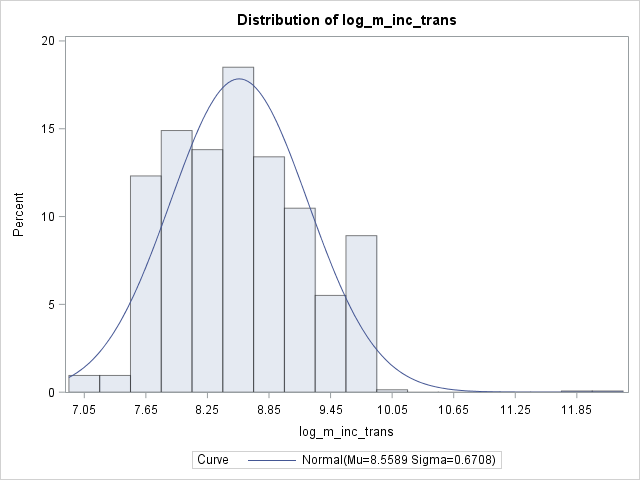 Distribution of log_m_inc_trans
20
15
10
5
0
Percent
7.05 7.65 8.25 8.85 9.45 10.05 10.65 11.25 11.85
log_m_inc_trans
Curve Normal(Mu=8.5589 Sigma=0.6708)